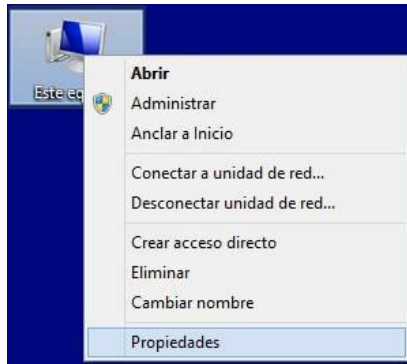 Este eq
Abrir
Administrar
Anclar a Inicio
Conectar a unidad de red...
Desconectar unidad de red...
Crear acceso directo
Eliminar
Cambiar nombre
Propiedades